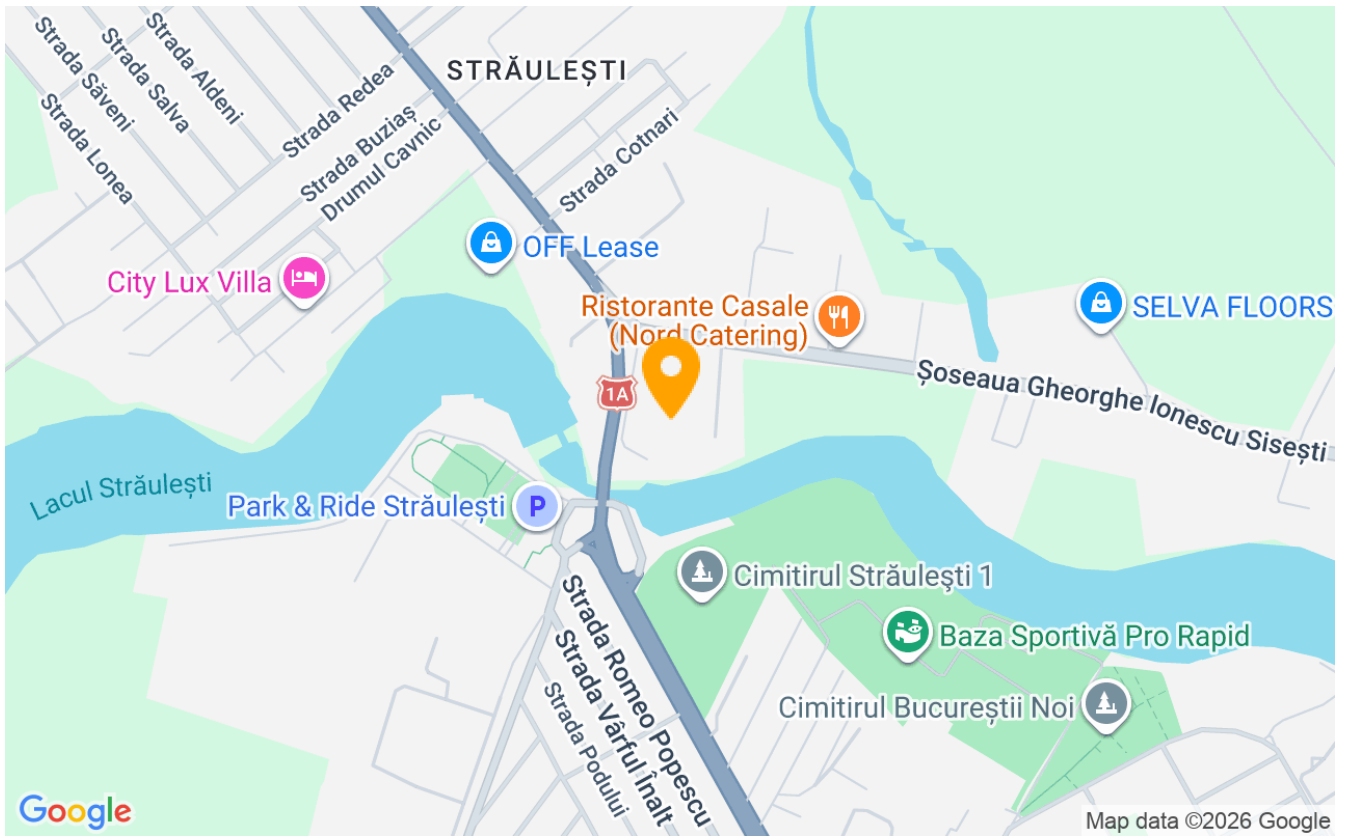 STRĂULEȘTI
Strada Aldeni
Strada Salva
Strada Săveni
Strada Lonea
Strada Redea
Strada Buziaș
Drumul Cavnic
Strada Cotnari
OFF Lease
City Lux Villa
Ristorante Casale
(Nord Catering)
SELVA FLOORS
1A
Șoseaua Gheorghe Ionescu Sisești
Lacul Străulești
Park & Ride Străulești
P
Cimitirul Străuleşti 1
Strada Romeo Popescu
Strada Vârful Înalt
Strada Podului
Baza Sportivă Pro Rapid
Cimitirul Bucureștii Noi
Google
Map data ©2026 Google